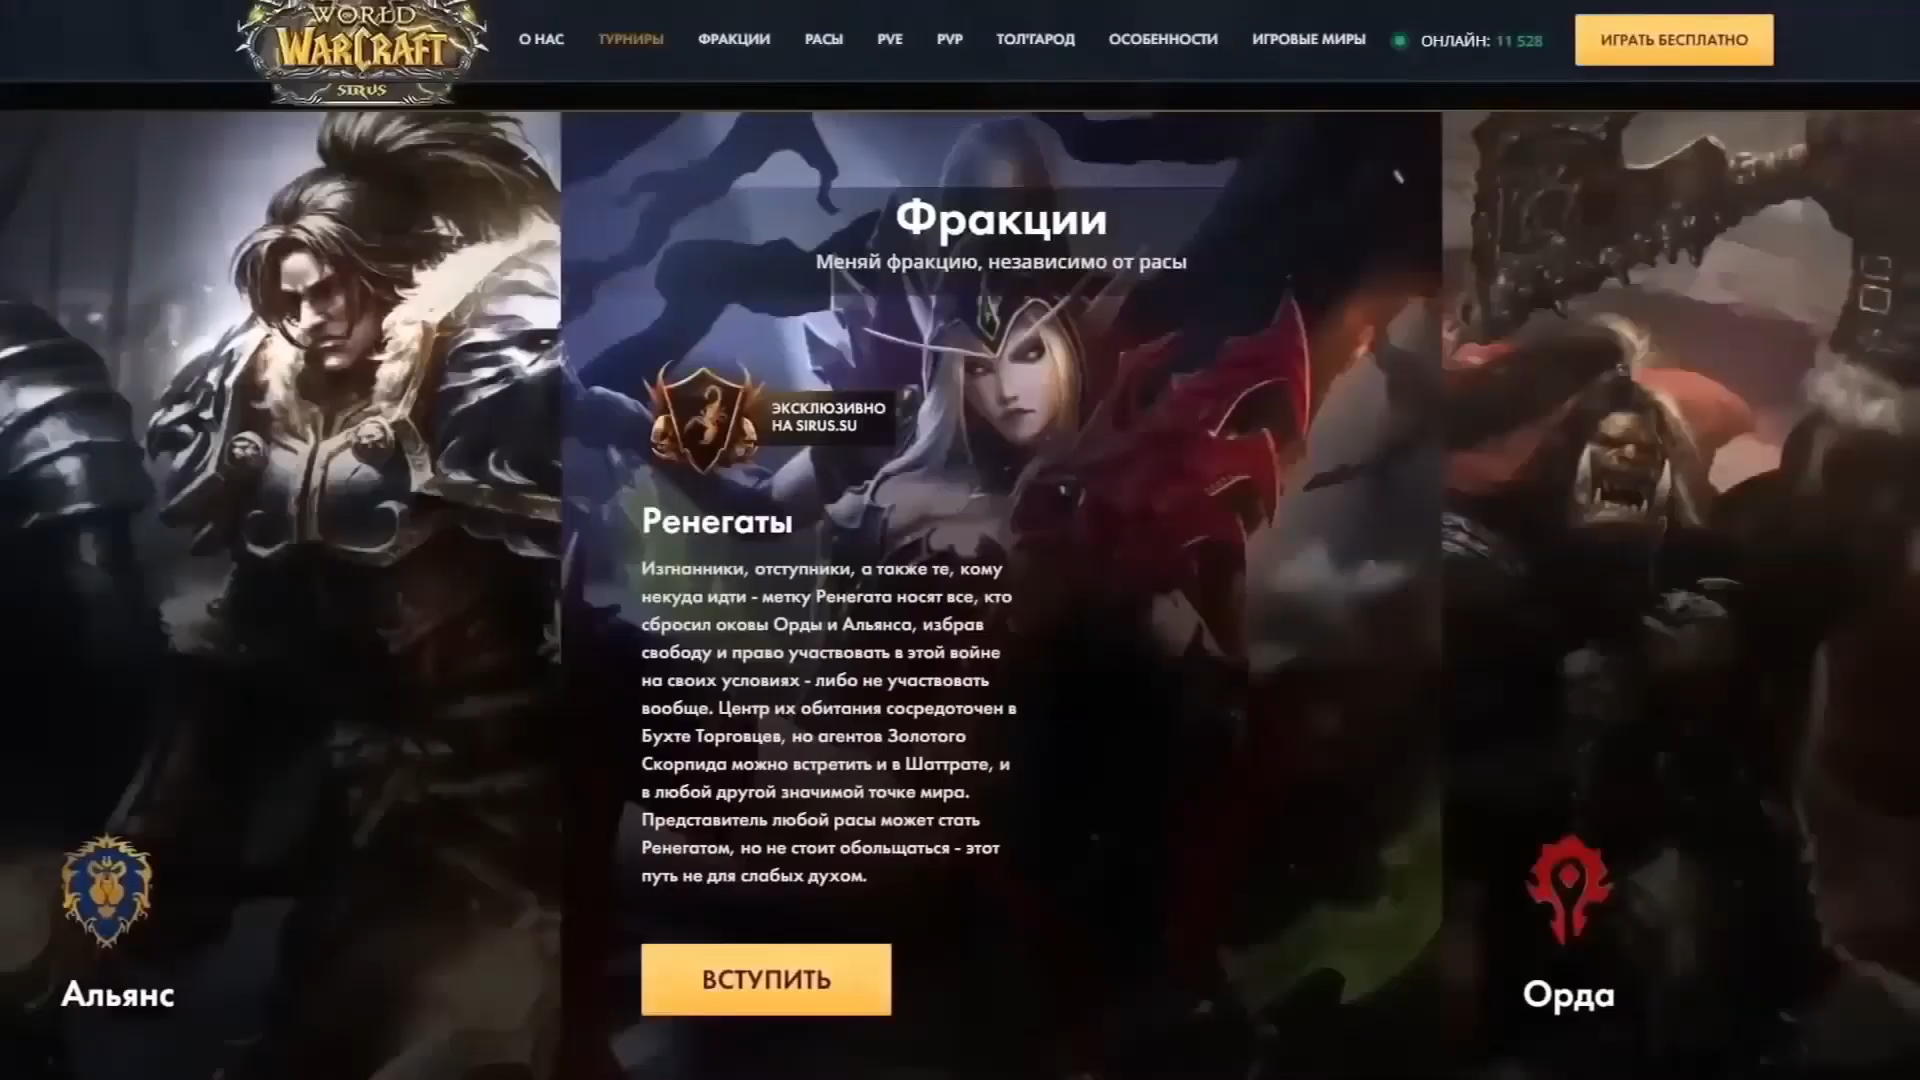 WORLD
WARCRAFT
SIRUS
О НАС
ТУРНИРЫ
ФРАКЦИИ
РАСЫ
PVE
PVP
ТОЛ'ГАРОД
ОСОБЕННОСТИ
ИГРОВЫЕ МИРЫ
ОНЛАЙН: 11 528
ИГРАТЬ БЕСПЛАТНО
Фракции
Меняй фракцию, независимо от расы
ЭКСКЛЮЗИВНО
НА SIRUS.SU
Ренегаты
Изгнанники, отступники, а также те, кому
некуда идти - метку Ренегата носят все, кто
сбросил оковы Орды и Альянса, избрав
свободу и право участвовать в этой войне
на своих условиях - либо не участвовать
вообще. Центр их обитания сосредоточен в
Бухте Торговцев, но агентов Золотого
Скорпида можно встретить и в Шаттрате, и
в любой другой значимой точке мира.
Представитель любой расы может стать
Ренегатом, но не стоит обольщаться - этот
путь не для слабых духом.
ВСТУПИТЬ
Альянс
Орда